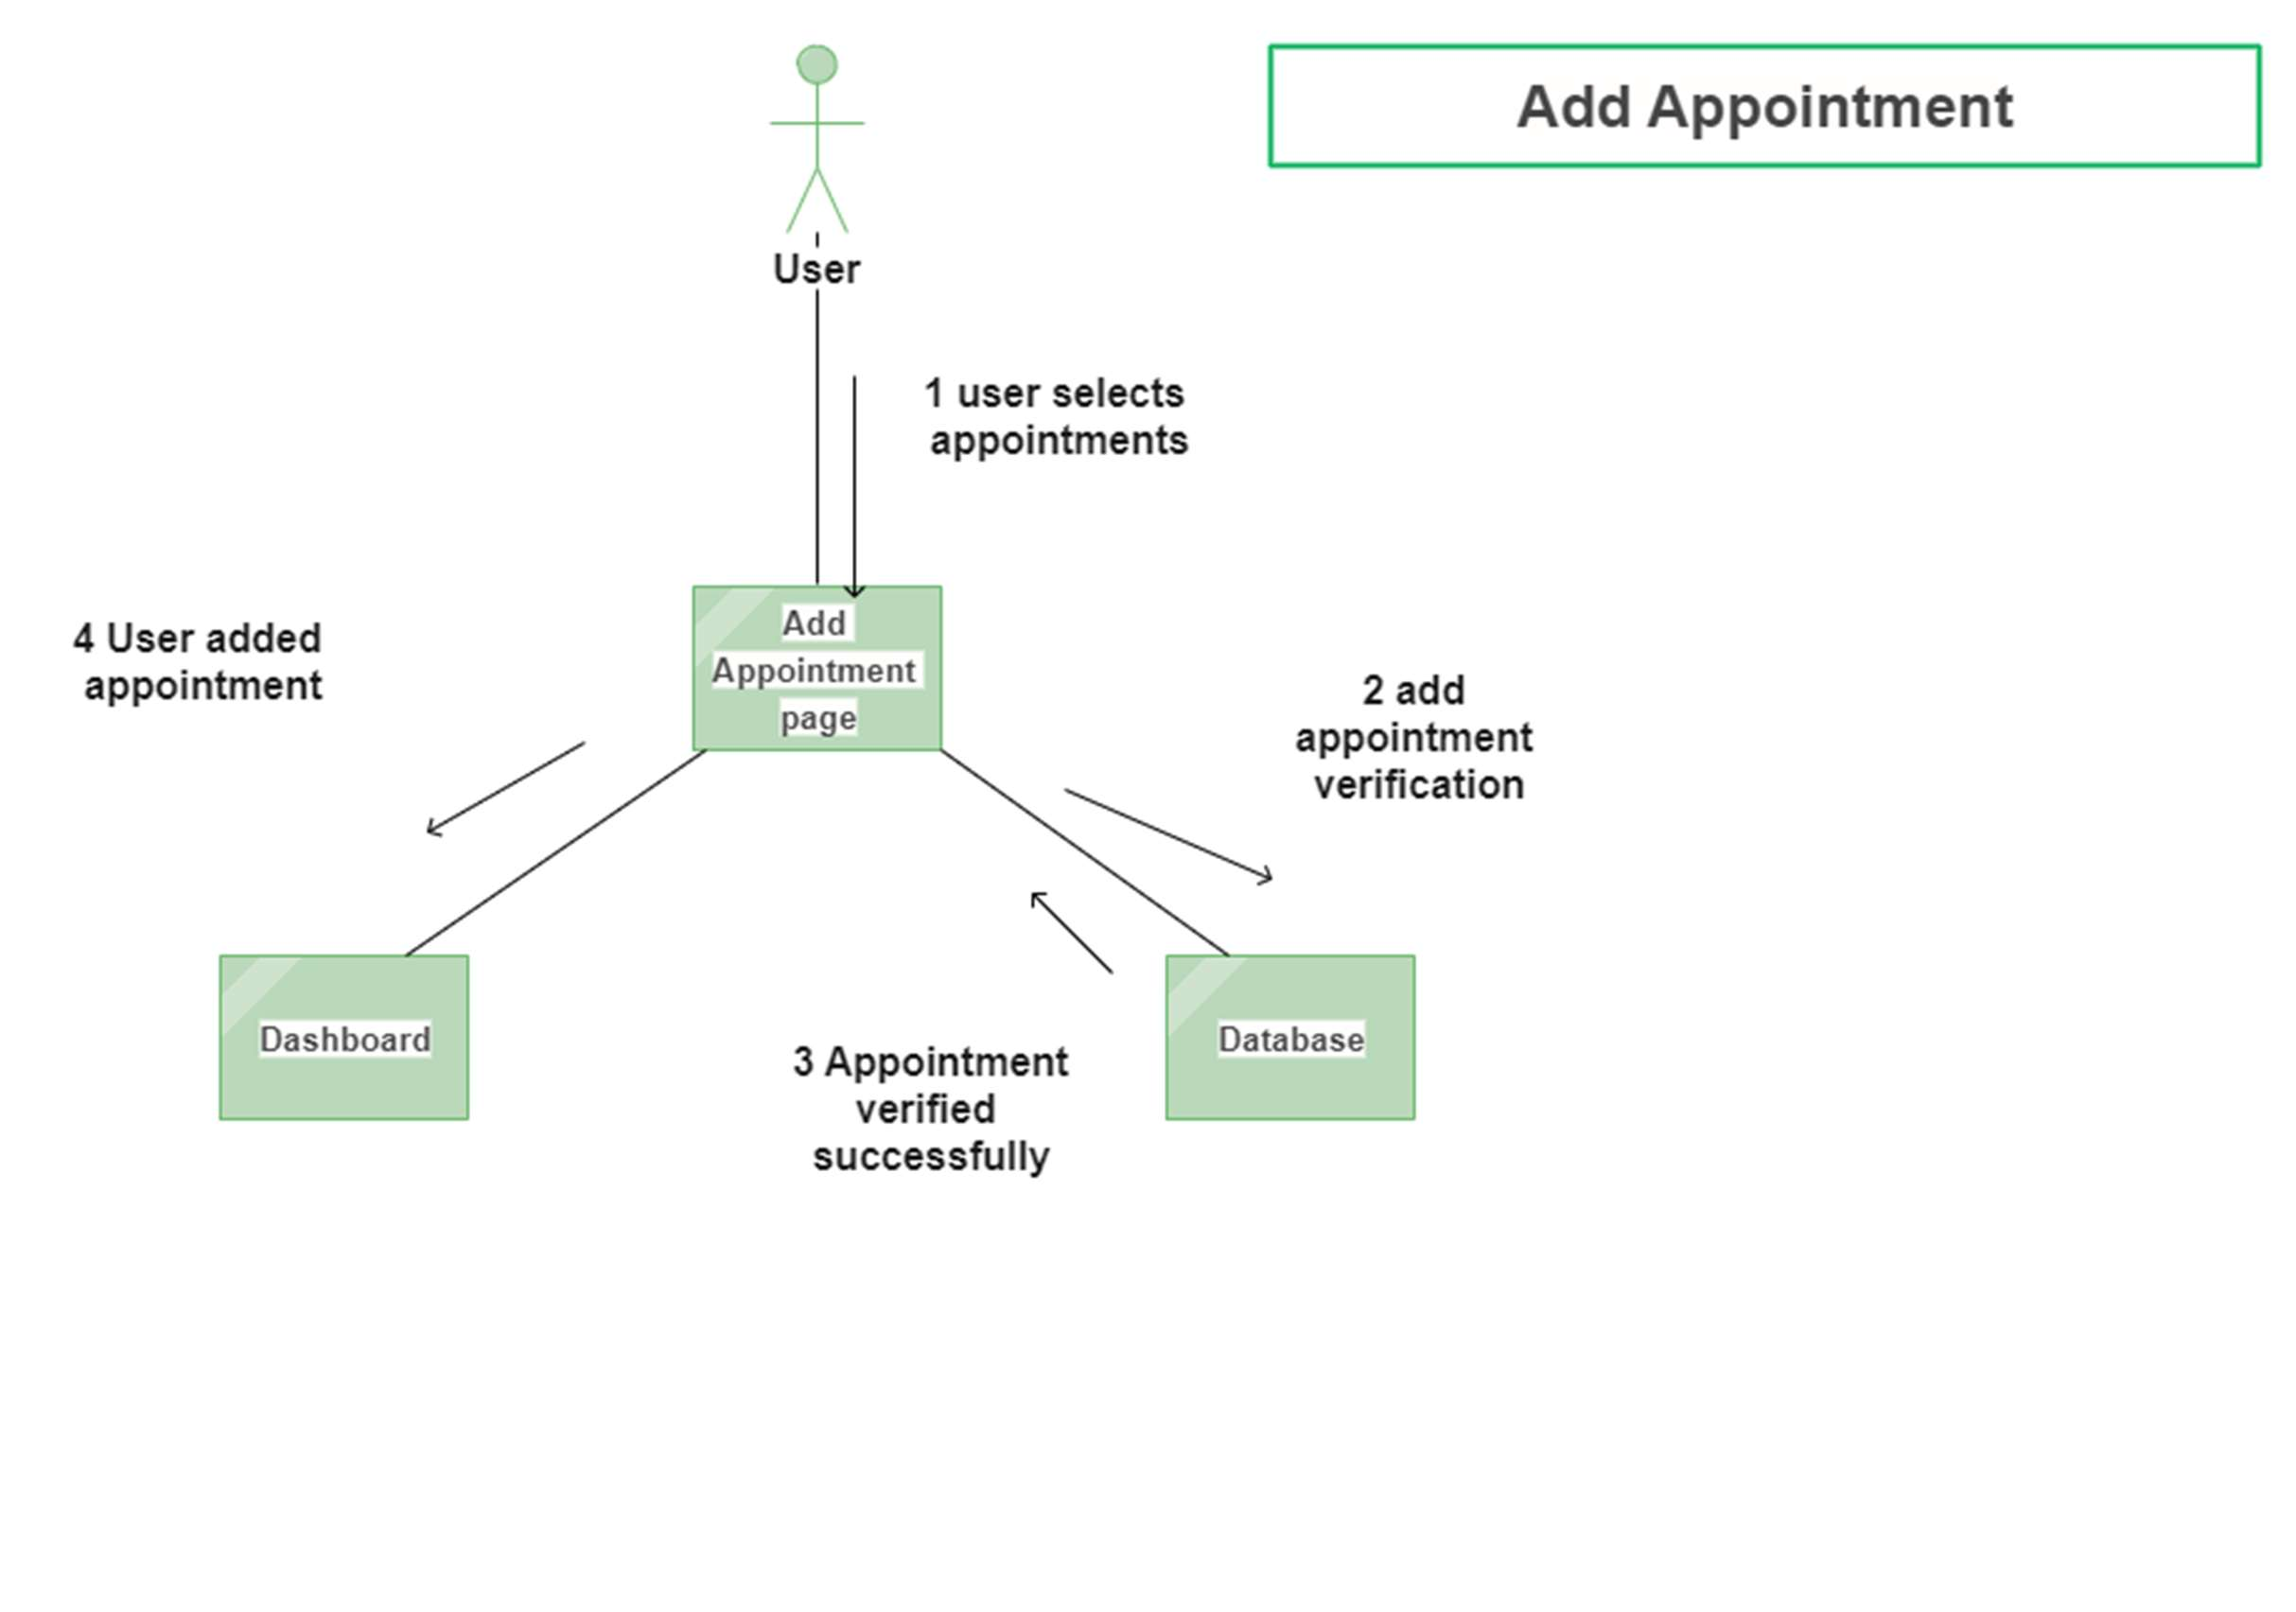 Add Appointment
User
1 user selects
appointments
4 User added
appointment
Add
Appointment
page
2 add
appointment
verification
Dashboard
Database
3 Appointment
verified
successfully